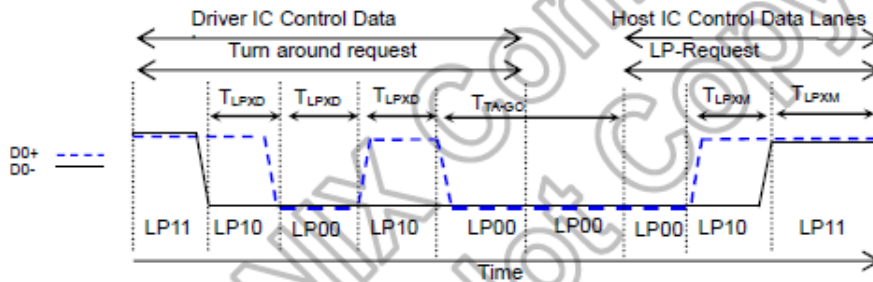 Driver IC Control Data
Host IC Control Data Lanes
Turn around request
LP-Request
TLPXD TLPXD TLPXD TTA-GO TLPXM TLPXM
D0+
D0-
LP11 LP10 LP00 LP10 LP00 LP00 LP00 LP10 LP11
Time